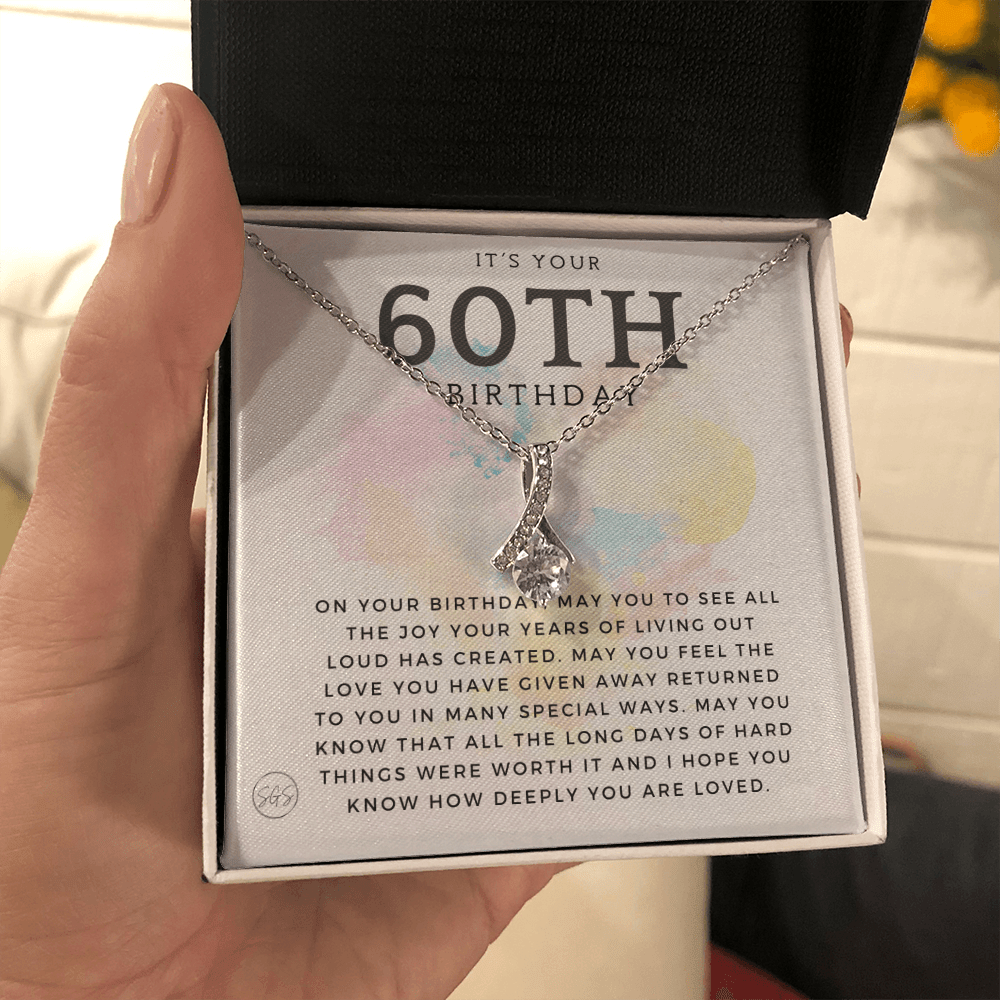 IT'S YOUR
60TH
BIRTHDAY
ON YOUR BIRTHDAY, MAY YOU TO SEE ALL
THE JOY YOUR YEARS OF LIVING OUT
LOUD HAS CREATED. MAY YOU FEEL THE
LOVE YOU HAVE GIVEN AWAY RETURNED
TO YOU IN MANY SPECIAL WAYS. MAY YOU
KNOW THAT ALL THE LONG DAYS OF HARD
THINGS WERE WORTH IT AND I HOPE YOU
KNOW HOW DEEPLY YOU ARE LOVED.
SGS